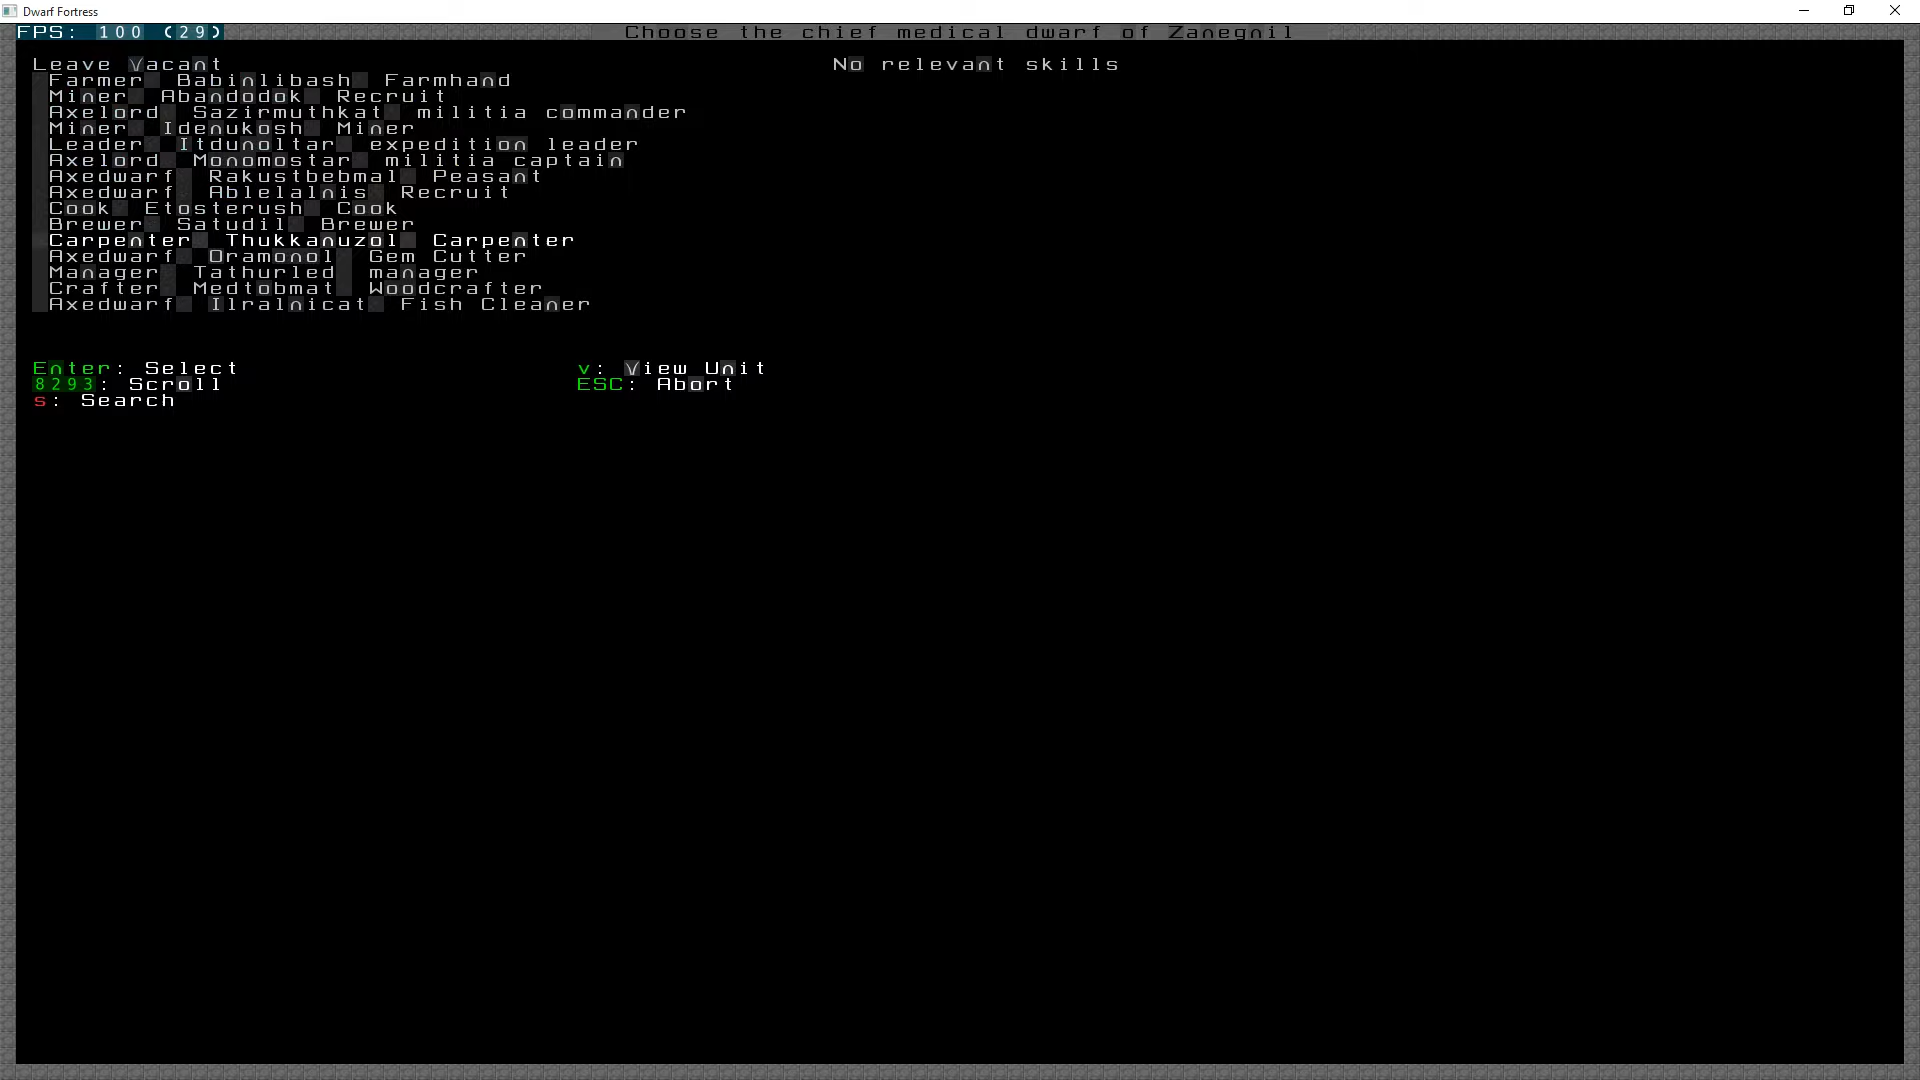 Dwarf Fortress
FPS: 100 (29)
Choose the chief medical dwarf of Zanegnil
Leave Vacant
No relevant skills
Farmer Babinlibash Farmhand
Miner Abandodok Recruit
Axelord Sazirmuthkat militia commander
Miner Idenukosh Miner
Leader Itdunoltar expedition leader
Axelord Monomostar militia captain
Axedwarf Rakustbebmal Peasant
Axedwarf Ablelalnis Recruit
Cook Etosterush Cook
Brewer Satudil Brewer
Carpenter Thukkanuzol Carpenter
Axedwarf Oramonol Gem Cutter
Manager Tathurled manager
Crafter Medtobmat Woodcrafter
Axedwarf Ilralnicat Fish Cleaner
Enter: Select
v: View Unit
8293: Scroll
ESC: Abort
s: Search